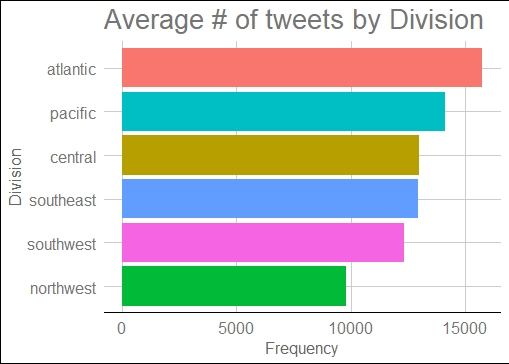 Average # of tweets by Division
Division
atlantic
pacific
central
southeast
southwest
northwest
0 5000 10000 15000
Frequency